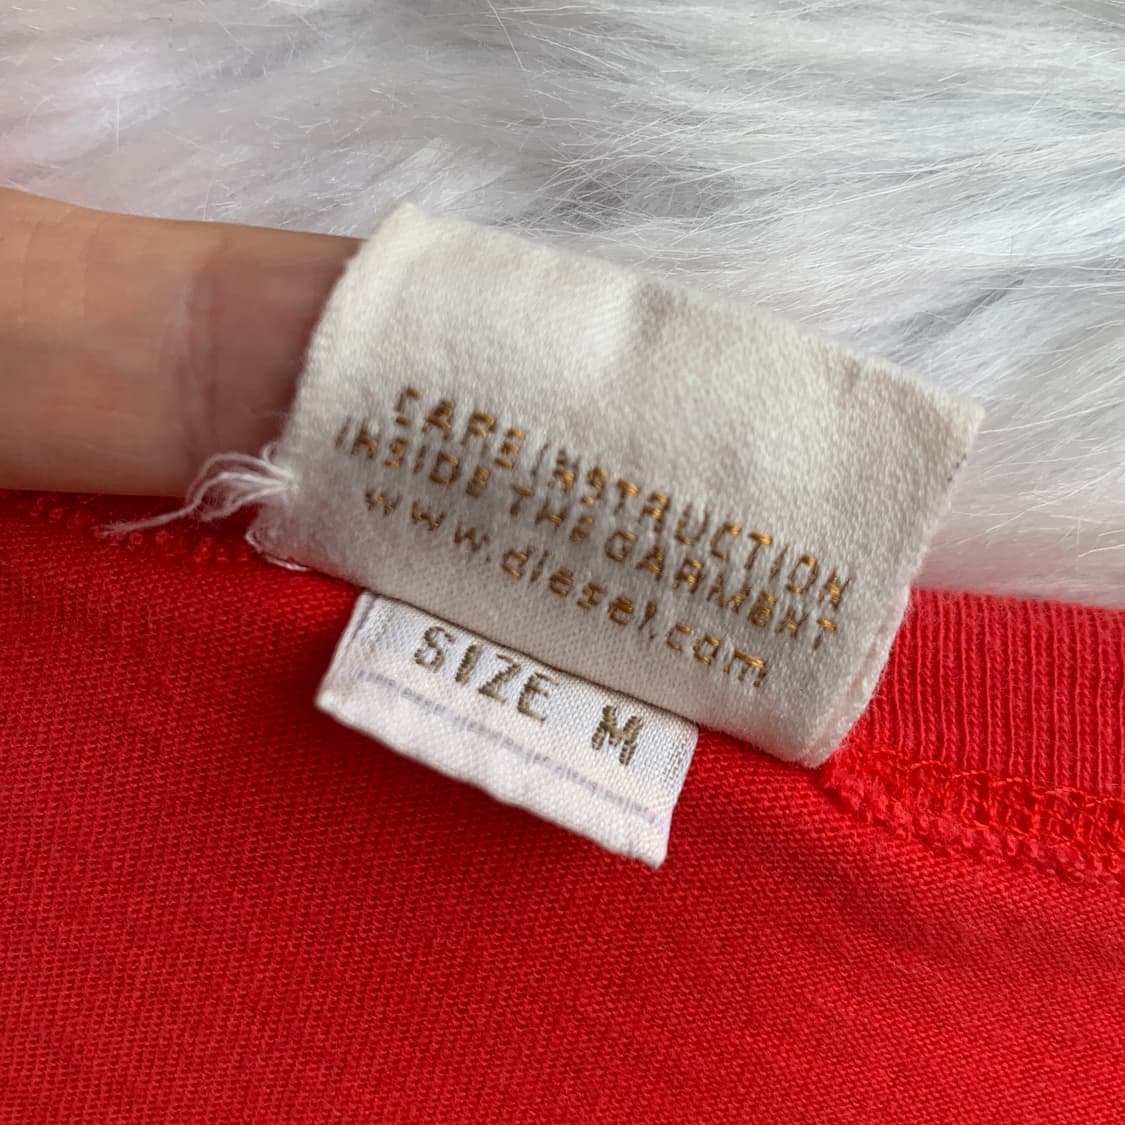 CARE INSTRUCTION
INSIDE THE GARMENT
www.diesel.com
SIZE M